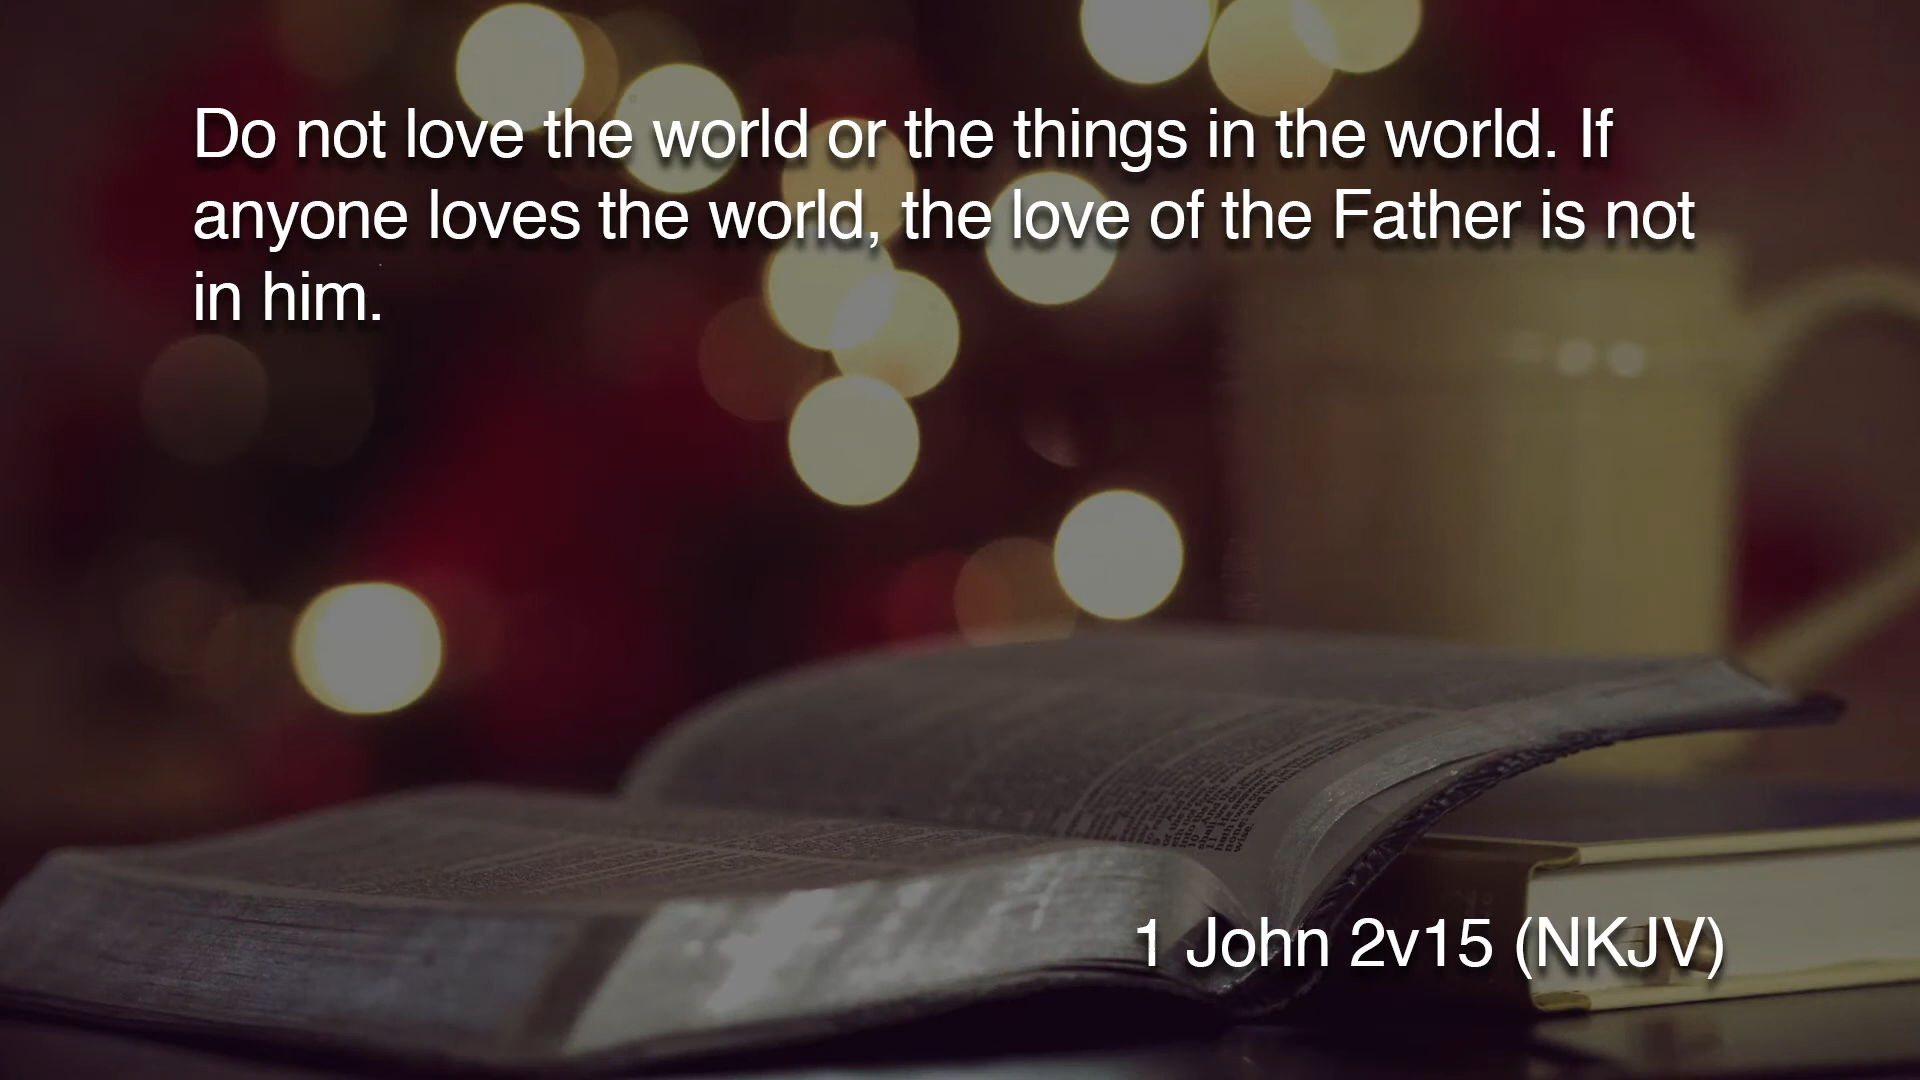 Do not love the world or the things in the world. If
anyone loves the world, the love of the Father is not
in him.
1 John 2v15 (NKJV)